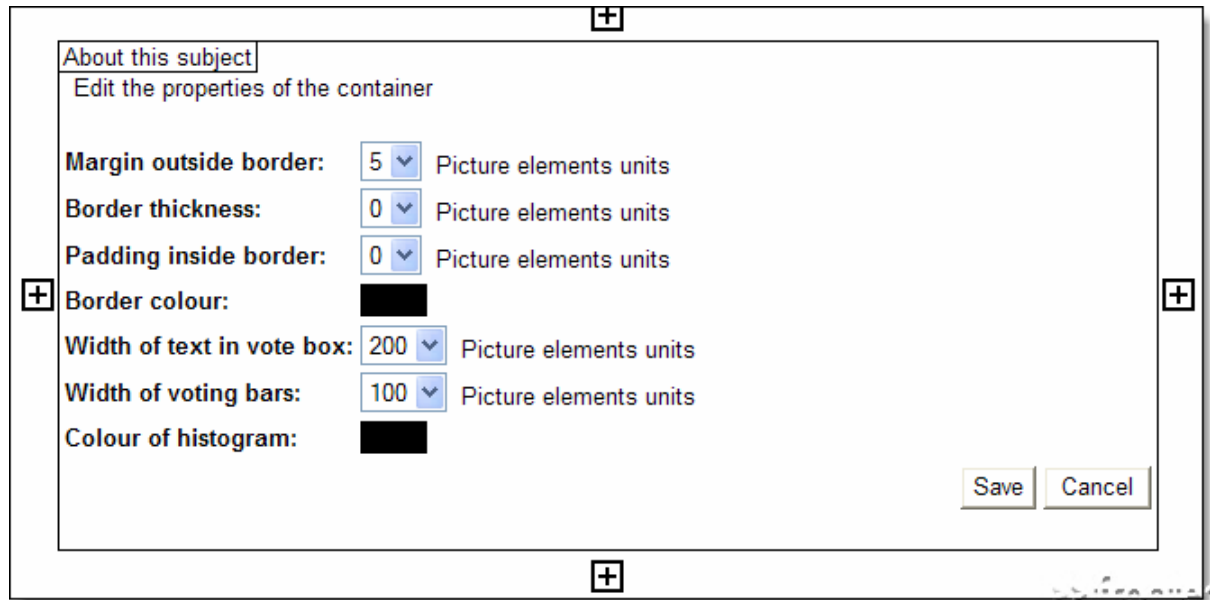 About this subject
Edit the properties of the container
Margin outside border: 5 Picture elements units
Border thickness: 0 Picture elements units
Padding inside border: 0 Picture elements units
Border colour:
Width of text in vote box: 200 Picture elements units
Width of voting bars: 100 Picture elements units
Colour of histogram:
Save Cancel